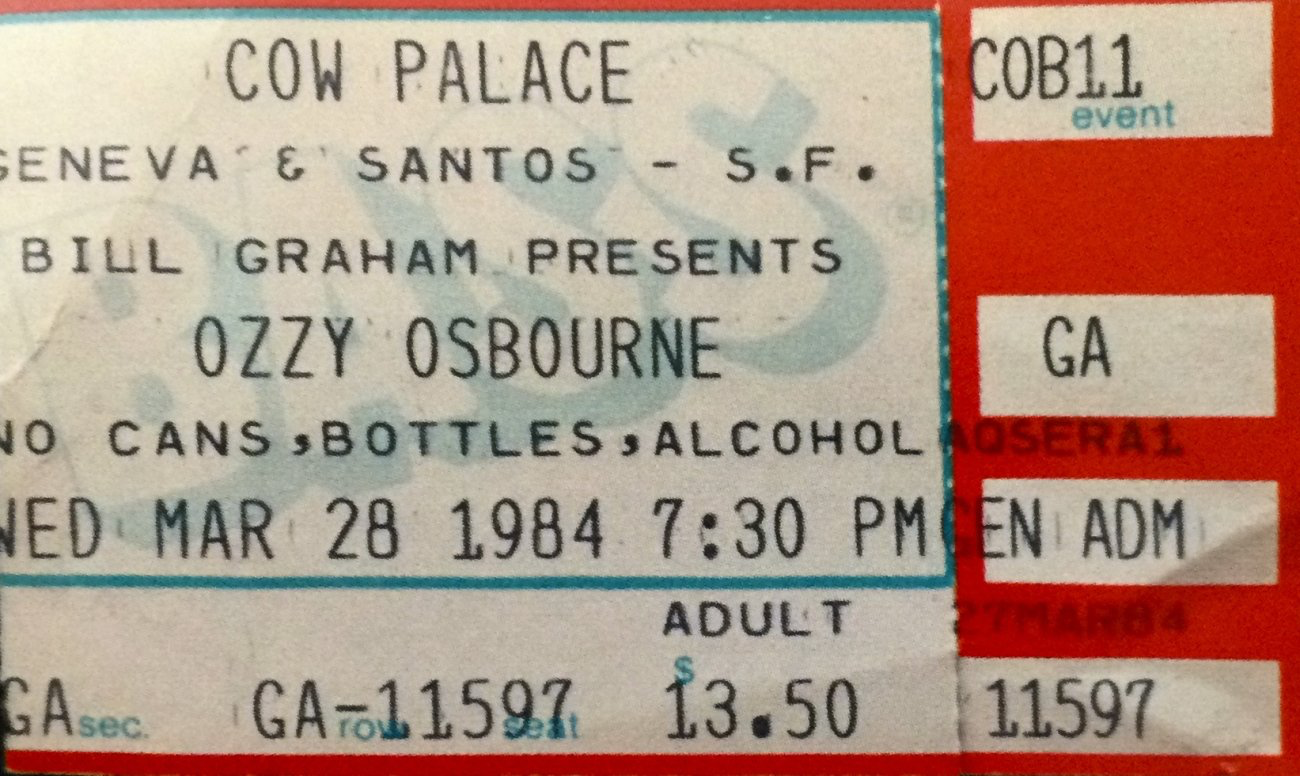 COW PALACE
GENEVA & SANTOS - S.F.
BILL GRAHAM PRESENTS
OZZY OSBOURNE
NO CANS,BOTTLES,ALCOHOL
WED MAR 28 1984 7:30 PM
ADULT
$
GA GA-11597 13.50
sec. row seat
COB11
event
GA
AQSERA1
GEN ADM
27MAR84
11597